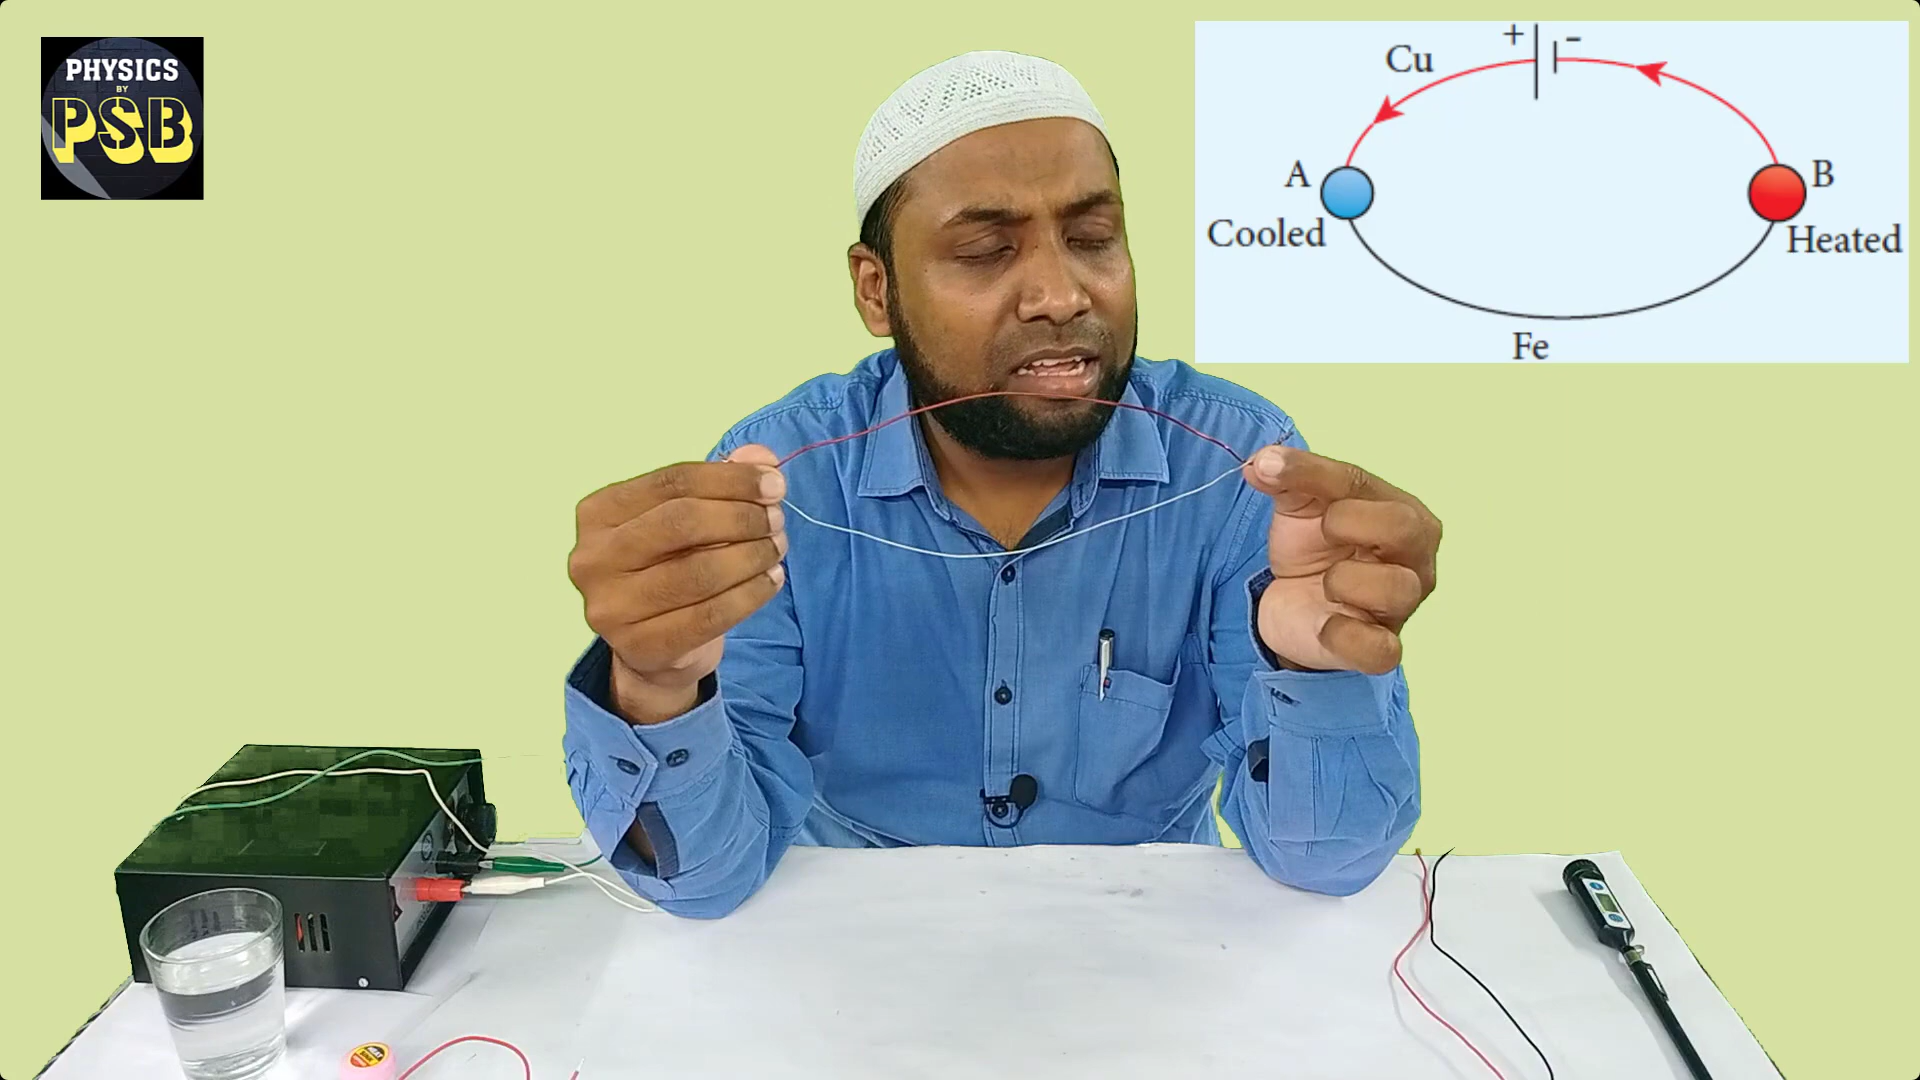 PHYSICS
BY
PSB
+ -
Cu
A
B
Cooled
Heated
Fe